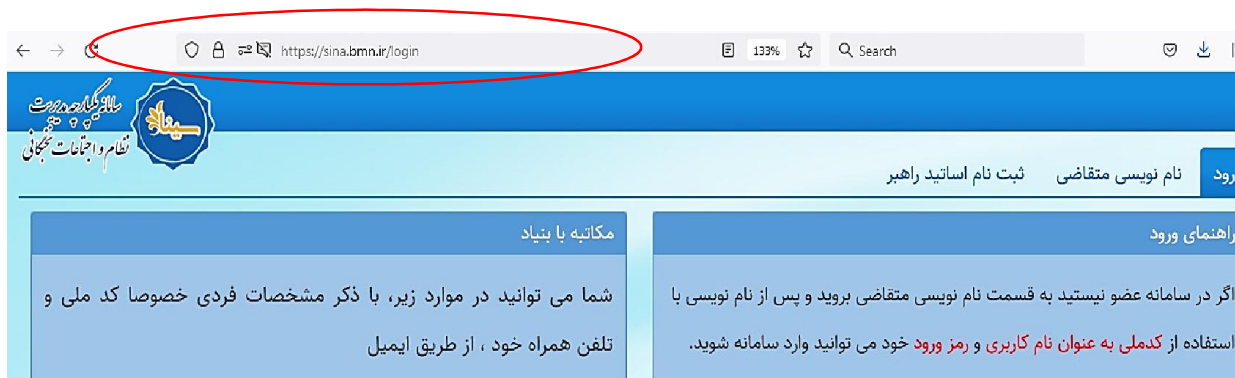 https://sina.bmn.ir/login
133%
Search
سامانه یکپارچه مدیریت
نظام و اجتماعات نخبگانی
سینا
رود
نام نویسی متقاضی
ثبت نام اساتید راهبر
راهنمای ورود
اگر در سامانه عضو نیستید به قسمت نام نویسی متقاضی بروید و پس از نام نویسی با
استفاده از کدملی به عنوان نام کاربری و رمز ورود خود می توانید وارد سامانه شوید.
مکاتبه با بنیاد
شما می توانید در موارد زیر، با ذکر مشخصات فردی خصوصا کد ملی و
تلفن همراه خود ، از طریق ایمیل